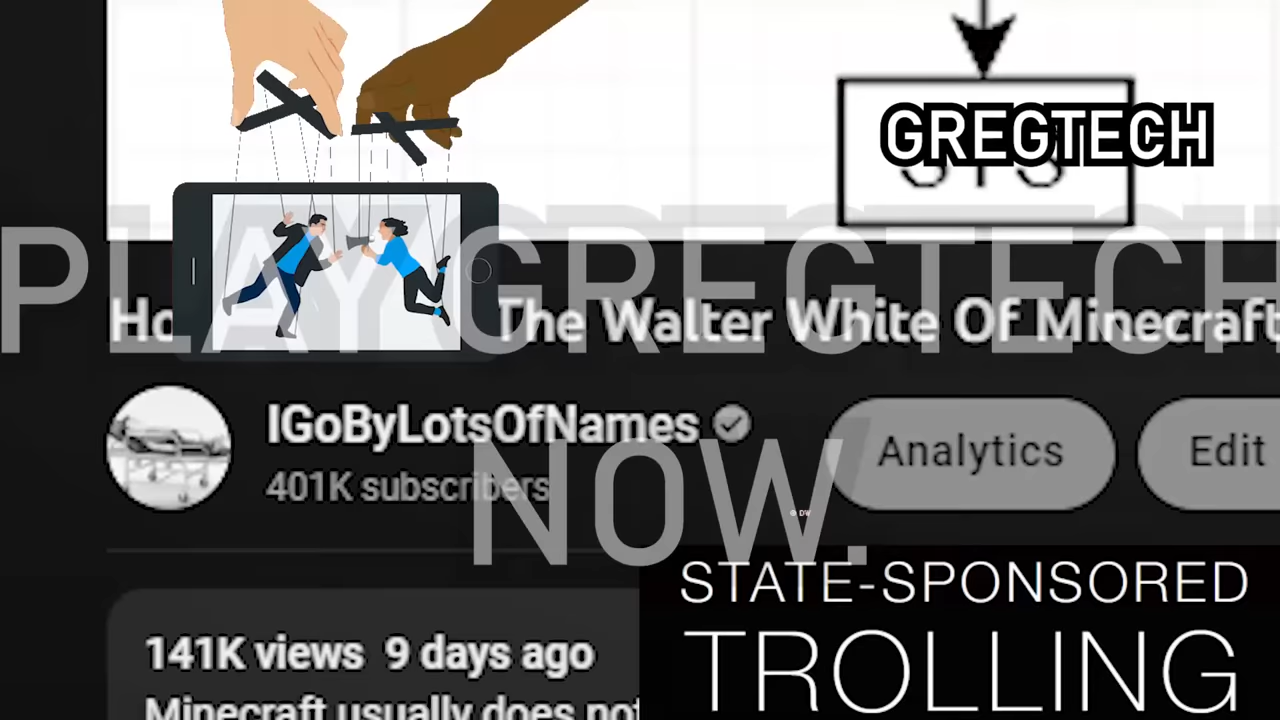 GREGTECH
PLAY GREGTECH
NOW.
The Walter White Of Minecraft
IGoByLotsOfNames
401K subscribers
Analytics
Edit
© DW
141K views 9 days ago
Minecraft usually does not
STATE-SPONSORED
TROLLING